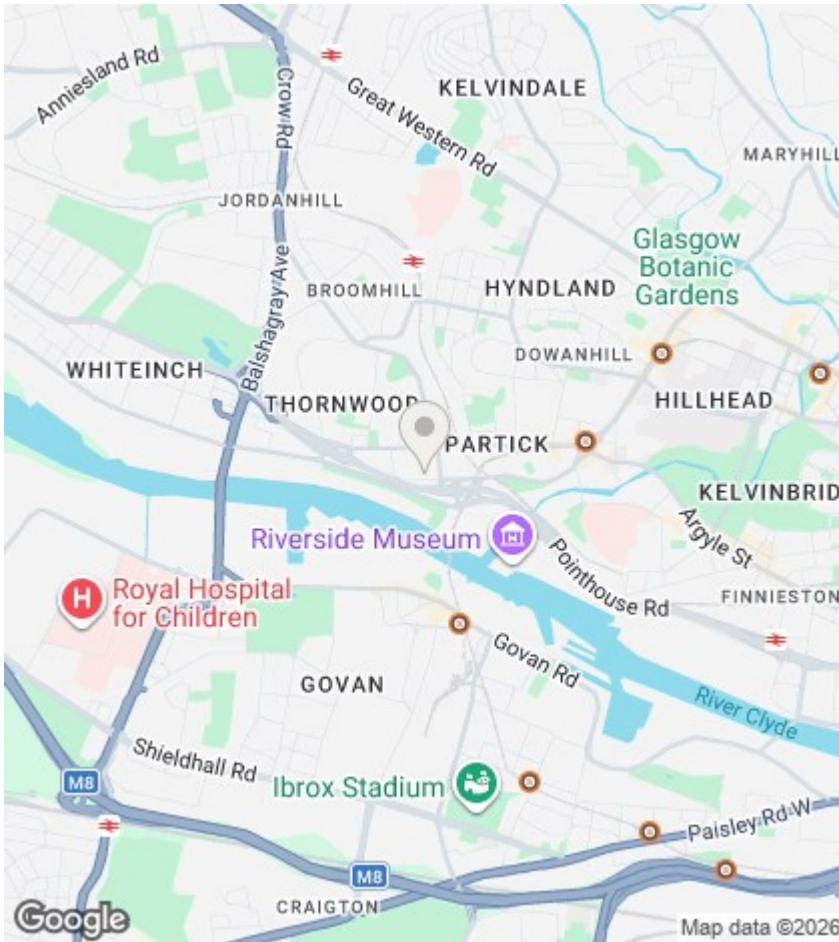 Anniesland Rd
Crow Rd
KELVINDALE
Great Western Rd
MARYHILL
JORDANHILL
Glasgow
Botanic
Gardens
BROOMHILL
HYNDLAND
Balshagray Ave
DOWANHILL
WHITEINCH
THORNWOOD
HILLHEAD
PARTICK
KELVINBRID
Argyle St
Riverside Museum
Pointhouse Rd
H
Royal Hospital
for Children
FINNIESTON
Govan Rd
GOVAN
River Clyde
Shieldhall Rd
M8
Ibrox Stadium
Paisley Rd W
M8
CRAIGTON
Google
Map data ©2026